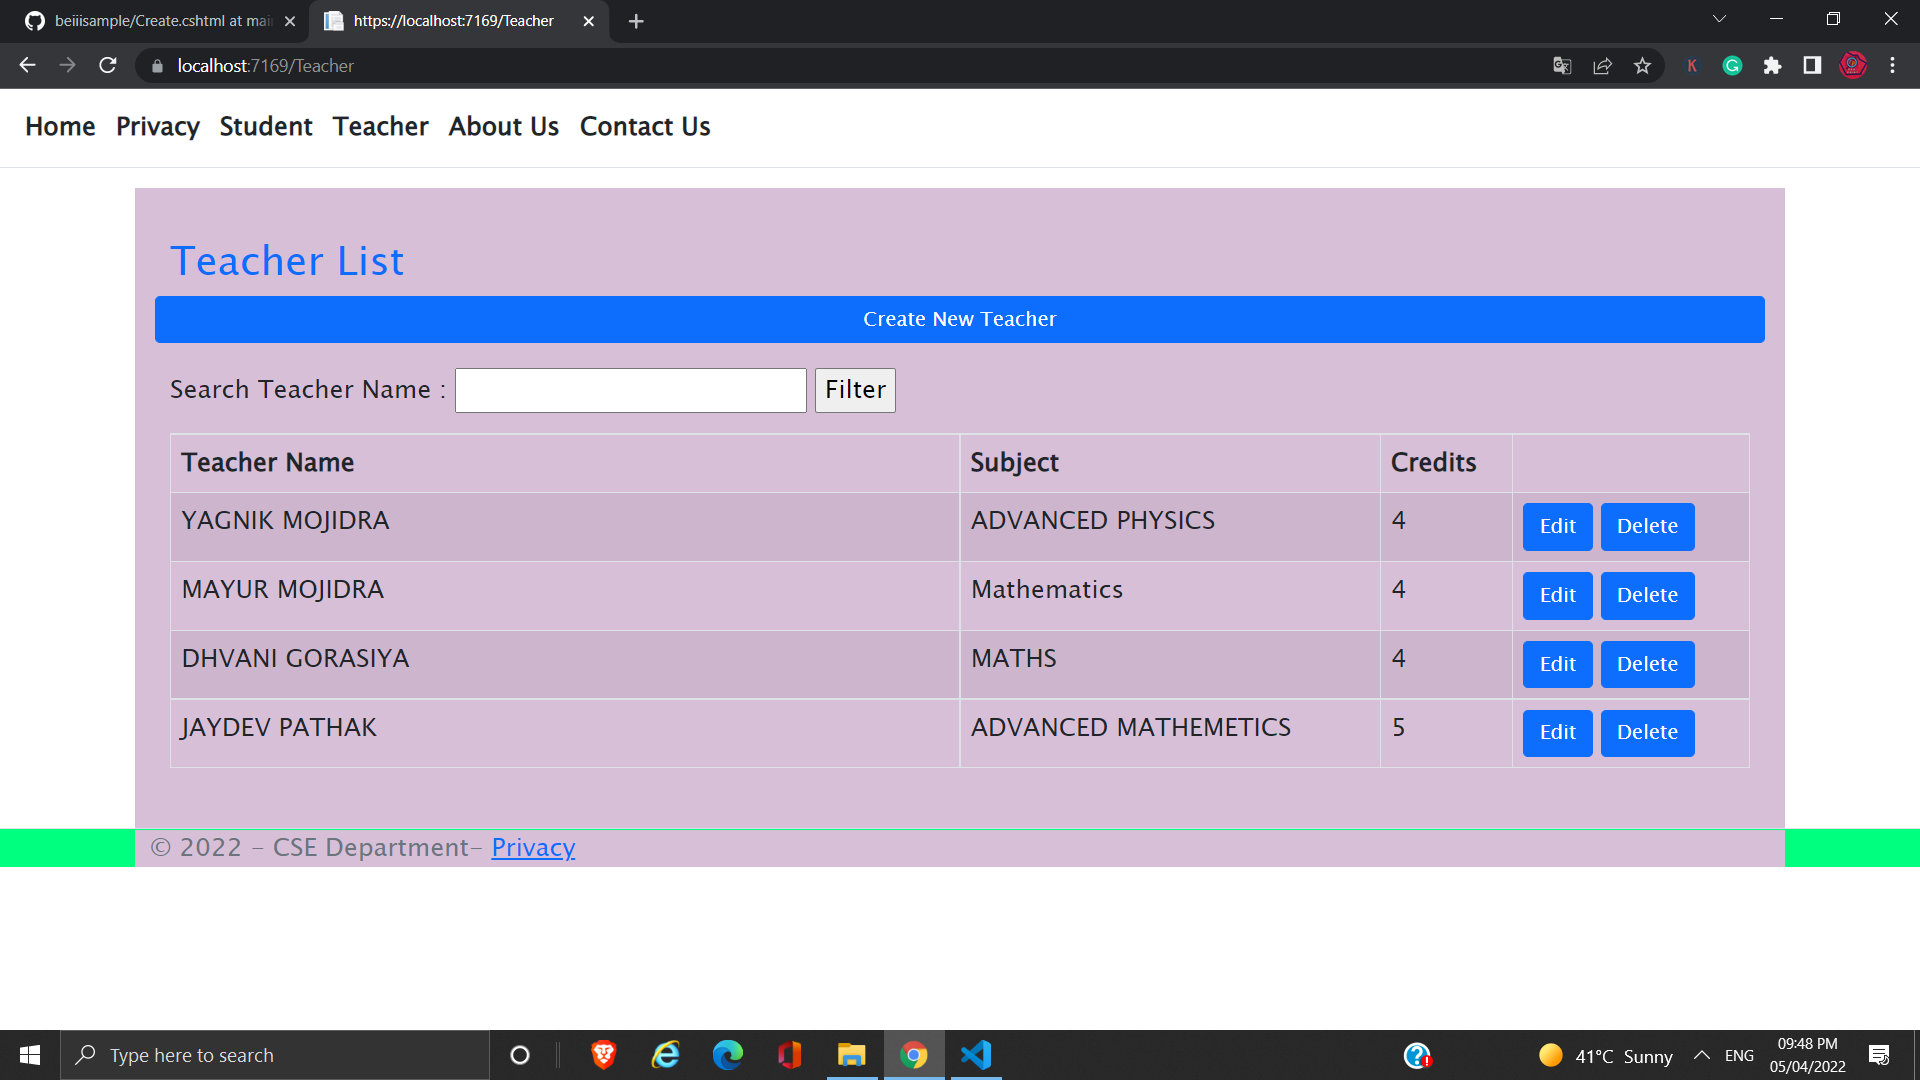 beiiisample/Create.cshtml at mai
https://localhost:7169/Teacher
localhost:7169/Teacher
K
Home Privacy Student Teacher About Us Contact Us
Teacher List
Create New Teacher
Search Teacher Name : Filter
Teacher Name Subject Credits
YAGNIK MOJIDRA ADVANCED PHYSICS 4 Edit Delete
MAYUR MOJIDRA Mathematics 4 Edit Delete
DHVANI GORASIYA MATHS 4 Edit Delete
JAYDEV PATHAK ADVANCED MATHEMETICS 5 Edit Delete
© 2022 - CSE Department- Privacy
Type here to search
41°C Sunny
ENG
09:48 PM
05/04/2022